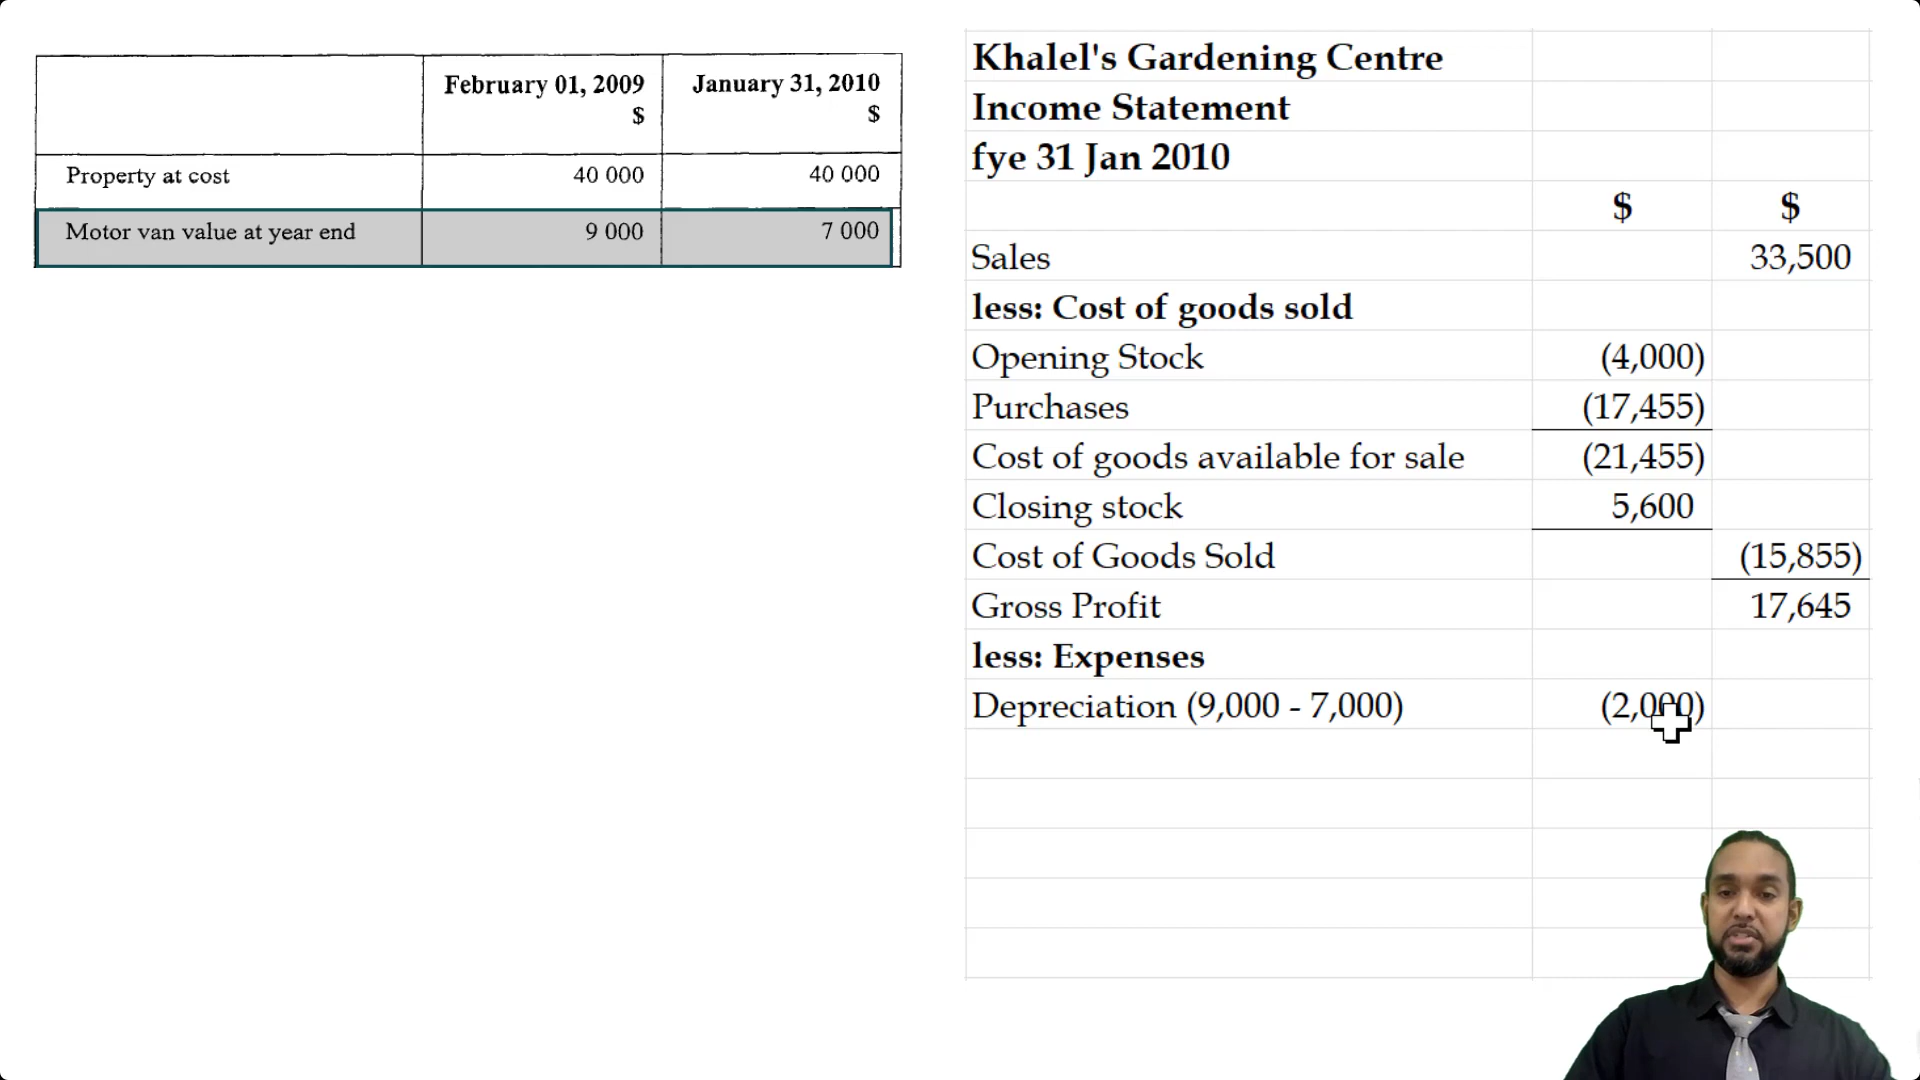 February 01, 2009 January 31, 2010
$ $
Property at cost 40 000 40 000
Motor van value at year end 9 000 7 000
Khalel's Gardening Centre
Income Statement
fye 31 Jan 2010
$ $
Sales 33,500
less: Cost of goods sold
Opening Stock (4,000)
Purchases (17,455)
Cost of goods available for sale (21,455)
Closing stock 5,600
Cost of Goods Sold (15,855)
Gross Profit 17,645
less: Expenses
Depreciation (9,000 - 7,000) (2,000)